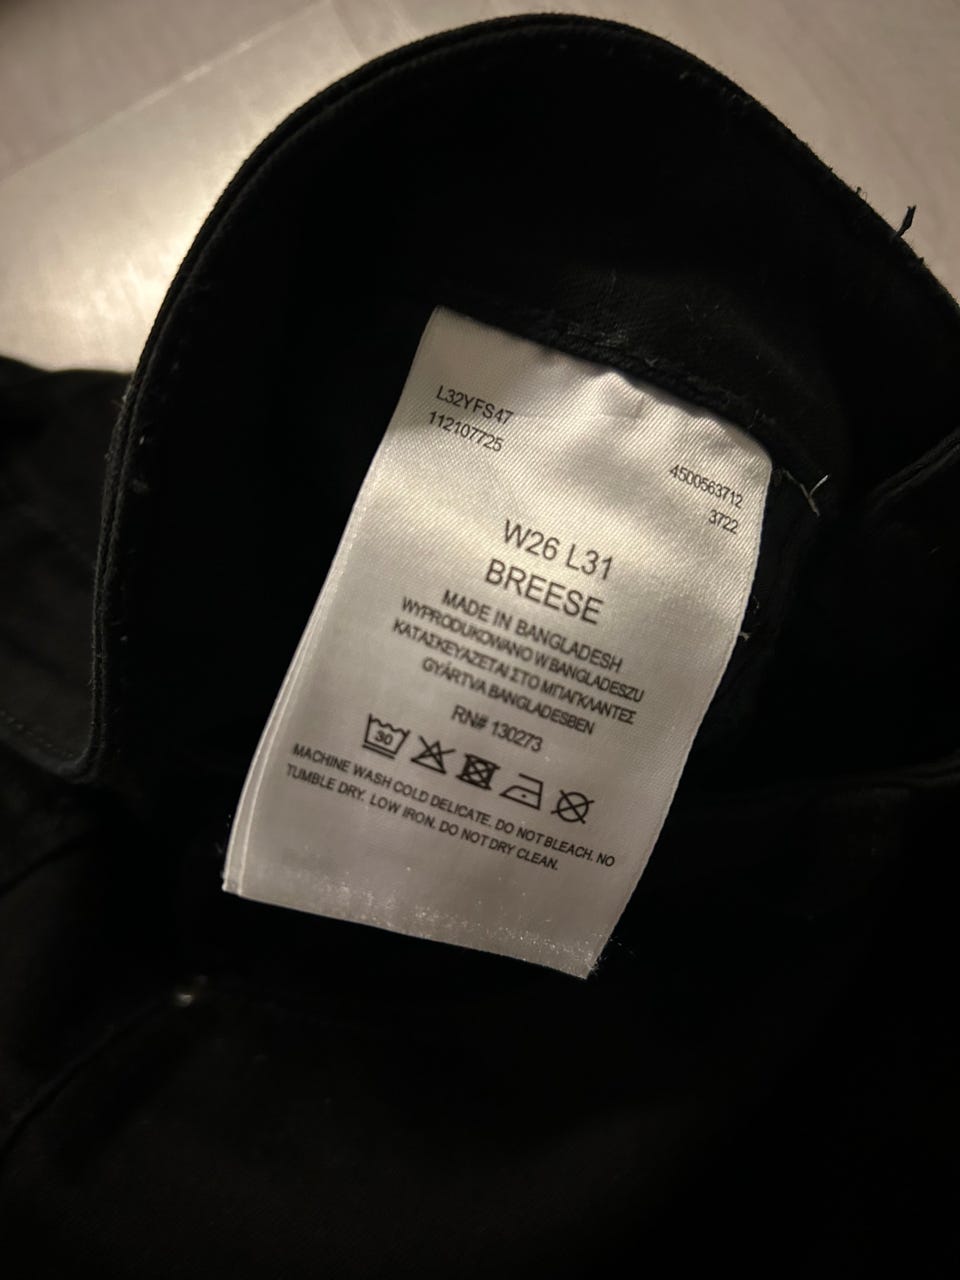 L32YFS47
112107725
4500563712
3722
W26 L31
BREESE
MADE IN BANGLADESH
WYPRODUKOWANO W BANGLADESZU
ΚΑΤΑΣΚΕΥΑΖΕΤΑΙ ΣΤΟ ΜΠΑΓΚΛΑΝΤΕΣ
GYÁRTVA BANGLADESBEN
RN# 130273
30
MACHINE WASH COLD DELICATE. DO NOT BLEACH. NO
TUMBLE DRY. LOW IRON. DO NOT DRY CLEAN.